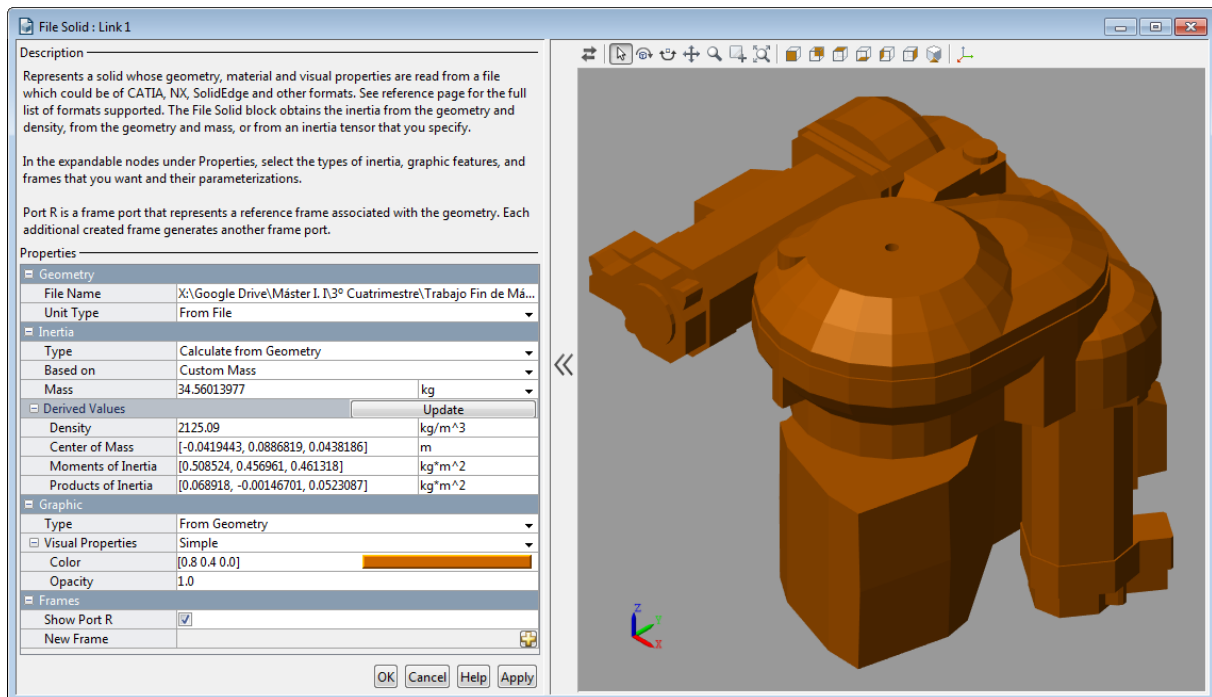 File Solid : Link1
Description
Represents a solid whose geometry, material and visual properties are read from a file
which could be of CATIA, NX, SolidEdge and other formats. See reference page for the full
list of formats supported. The File Solid block obtains the inertia from the geometry and
density, from the geometry and mass, or from an inertia tensor that you specify.
In the expandable nodes under Properties, select the types of inertia, graphic features, and
frames that you want and their parameterizations.
Port R is a frame port that represents a reference frame associated with the geometry. Each
additional created frame generates another frame port.
Properties
Geometry
File Name X:\Google Drive\Máster I. I\3º Cuatrimestre\Trabajo Fin de Má...
Unit Type From File
Inertia
Type Calculate from Geometry
Based on Custom Mass
Mass 34.56013977 kg
Derived Values Update
Density 2125.09 kg/m^3
Center of Mass [-0.0419443, 0.0886819, 0.0438186] m
Moments of Inertia [0.508524, 0.456961, 0.461318] kg*m^2
Products of Inertia [0.068918, -0.00146701, 0.0523087] kg*m^2
Graphic
Type From Geometry
Visual Properties Simple
Color [0.8 0.4 0.0]
Opacity 1.0
Frames
Show Port R
New Frame
OK Cancel Help Apply
Z
Y
X